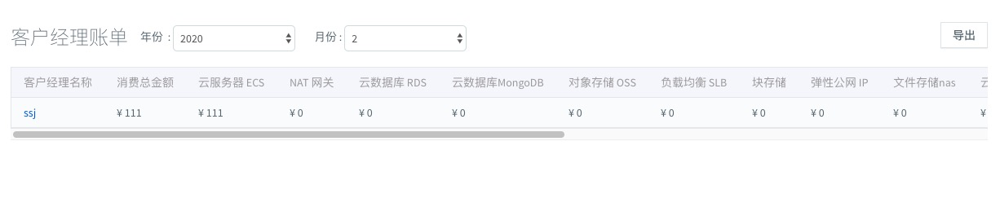 客户经理账单 年份 : 2020 月份 : 2 导出
客户经理名称 消费总金额 云服务器 ECS NAT 网关 云数据库 RDS 云数据库MongoDB 对象存储 OSS 负载均衡 SLB 块存储 弹性公网 IP 文件存储nas
ssj ¥ 111 ¥ 111 ¥ 0 ¥ 0 ¥ 0 ¥ 0 ¥ 0 ¥ 0 ¥ 0 ¥ 0 ¥